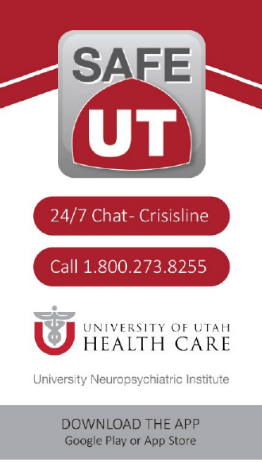 SAFE
UT
24/7 Chat- Crisisline
Call 1.800.273.8255
UNIVERSITY OF UTAH
HEALTH CARE
University Neuropsychiatric Institute
DOWNLOAD THE APP
Google Play or App Store